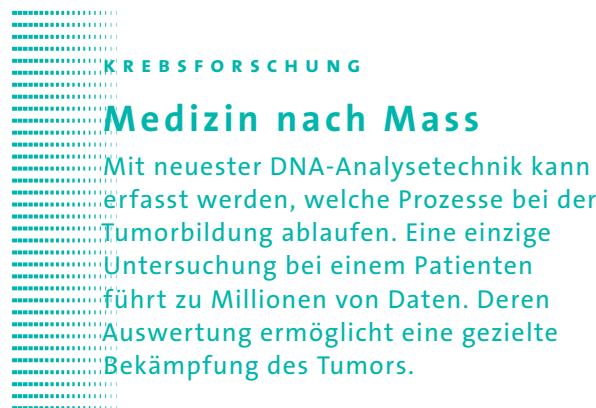 KREBSFORSCHUNG
Medizin nach Mass
Mit neuester DNA-Analysetechnik kann
erfasst werden, welche Prozesse bei der
Tumorbildung ablaufen. Eine einzige
Untersuchung bei einem Patienten
führt zu Millionen von Daten. Deren
Auswertung ermöglicht eine gezielte
Bekämpfung des Tumors.